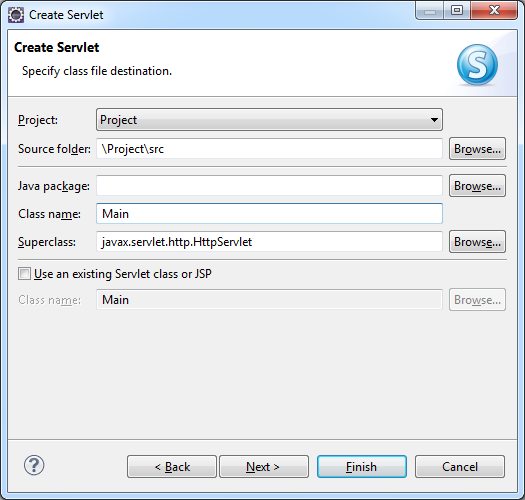 Create Servlet
Create Servlet
Specify class file destination.
S
Project: Project
Source folder: \Project\src Browse...
Java package: Browse...
Class name: Main
Superclass: javax.servlet.http.HttpServlet Browse...
Use an existing Servlet class or JSP
Class name: Main Browse...
? < Back Next > Finish Cancel